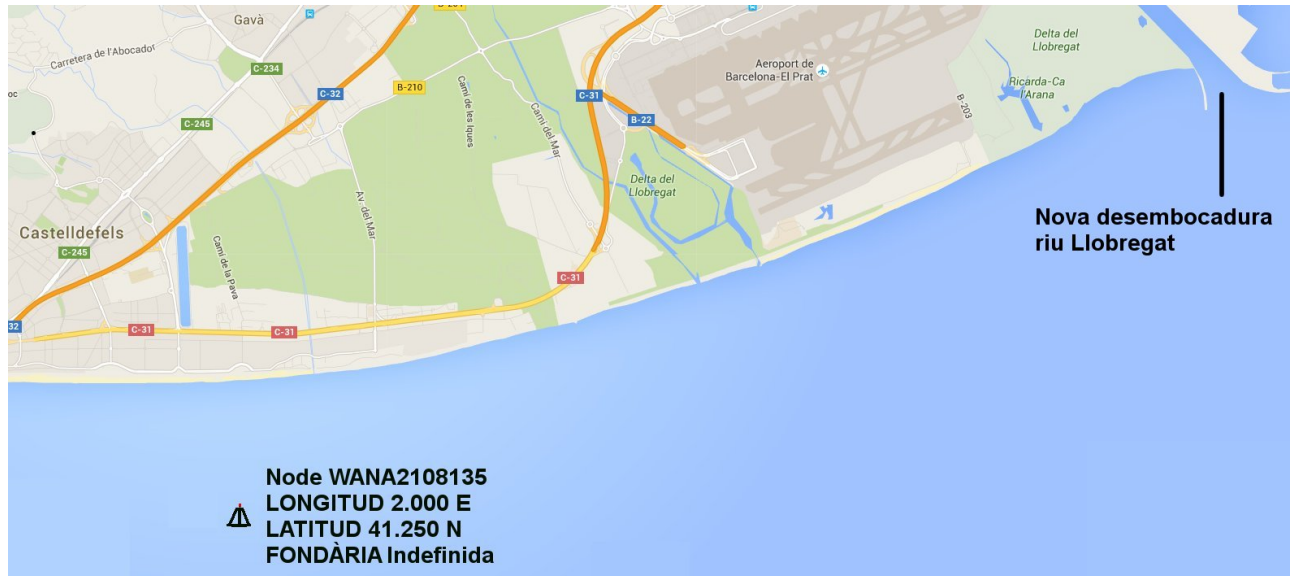 B-204
Gavà
Carretera de l'Abocador
C-234
C-32
B-210
C-245
Camí de les Iques
Camí del Mar
C-31
B-22
Aeroport de
Barcelona-El Prat
B-203
Delta del
Llobregat
Ricarda-Ca
l'Arana
oc
Delta del
Llobregat
Av. del Mar
Camí de la Pava
Castelldefels
C-245
C-31
32
C-31
C-31
Nova desembocadura
riu Llobregat
Node WANA2108135
LONGITUD 2.000 E
LATITUD 41.250 N
FONDÀRIA Indefinida